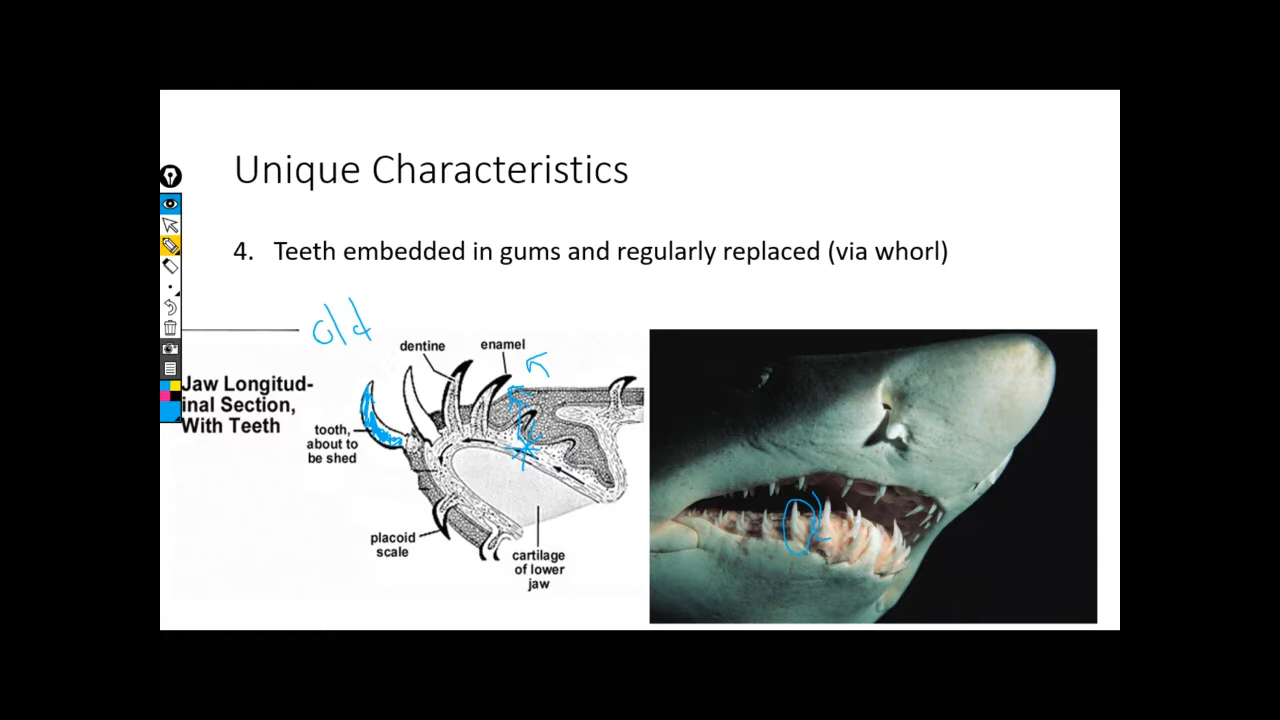 Unique Characteristics
4. Teeth embedded in gums and regularly replaced (via whorl)
old
dentine
enamel
Jaw Longitud-
inal Section,
With Teeth
tooth,
about to
be shed
placoid
scale
cartilage
of lower
jaw